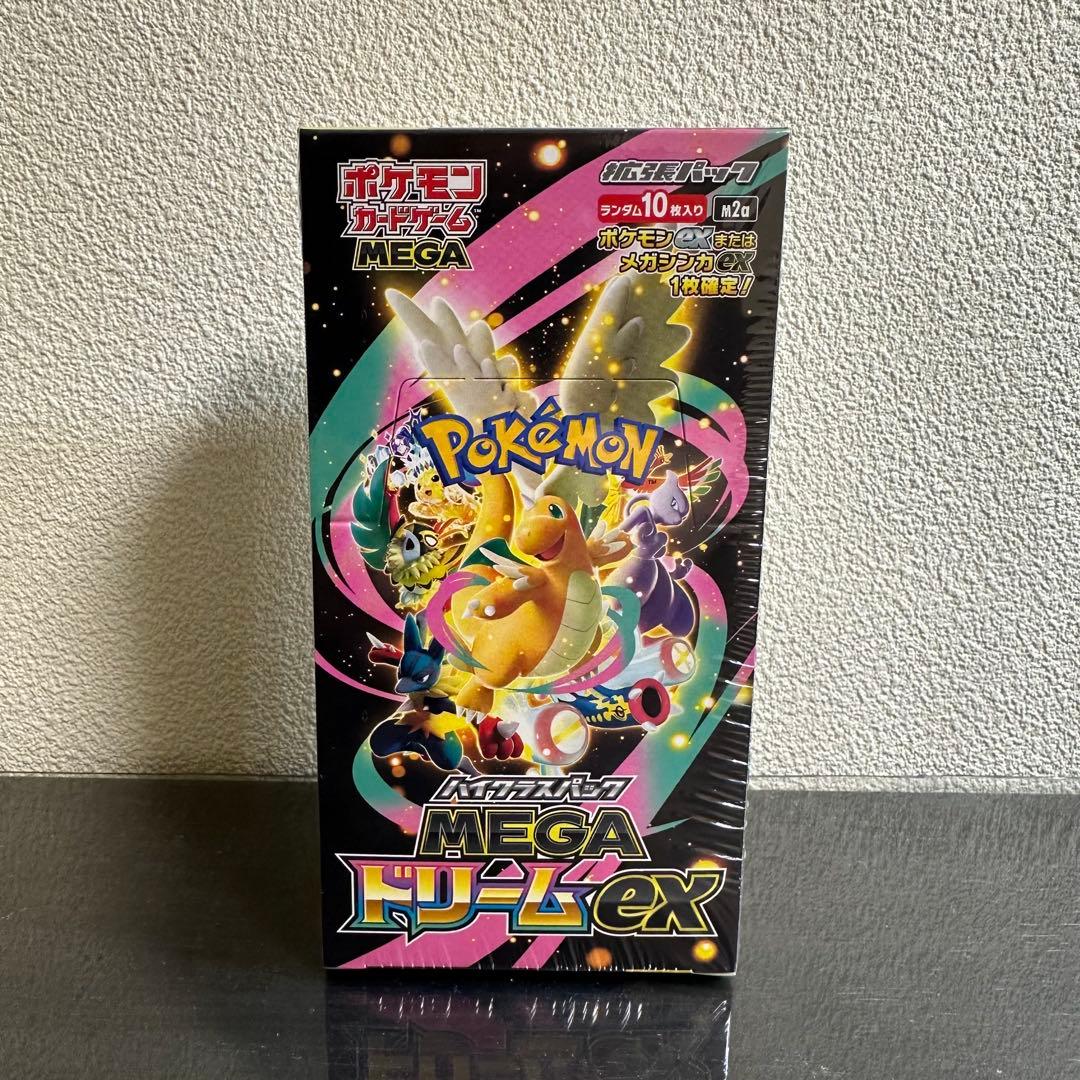 ポケモン
カードゲーム™
MEGA
拡張パック
ランダム10枚入り M2a
ポケモンexまたは
メガシンカex
1枚確定!
POKéMON™
ハイクラスパック
MEGA
ドリームex